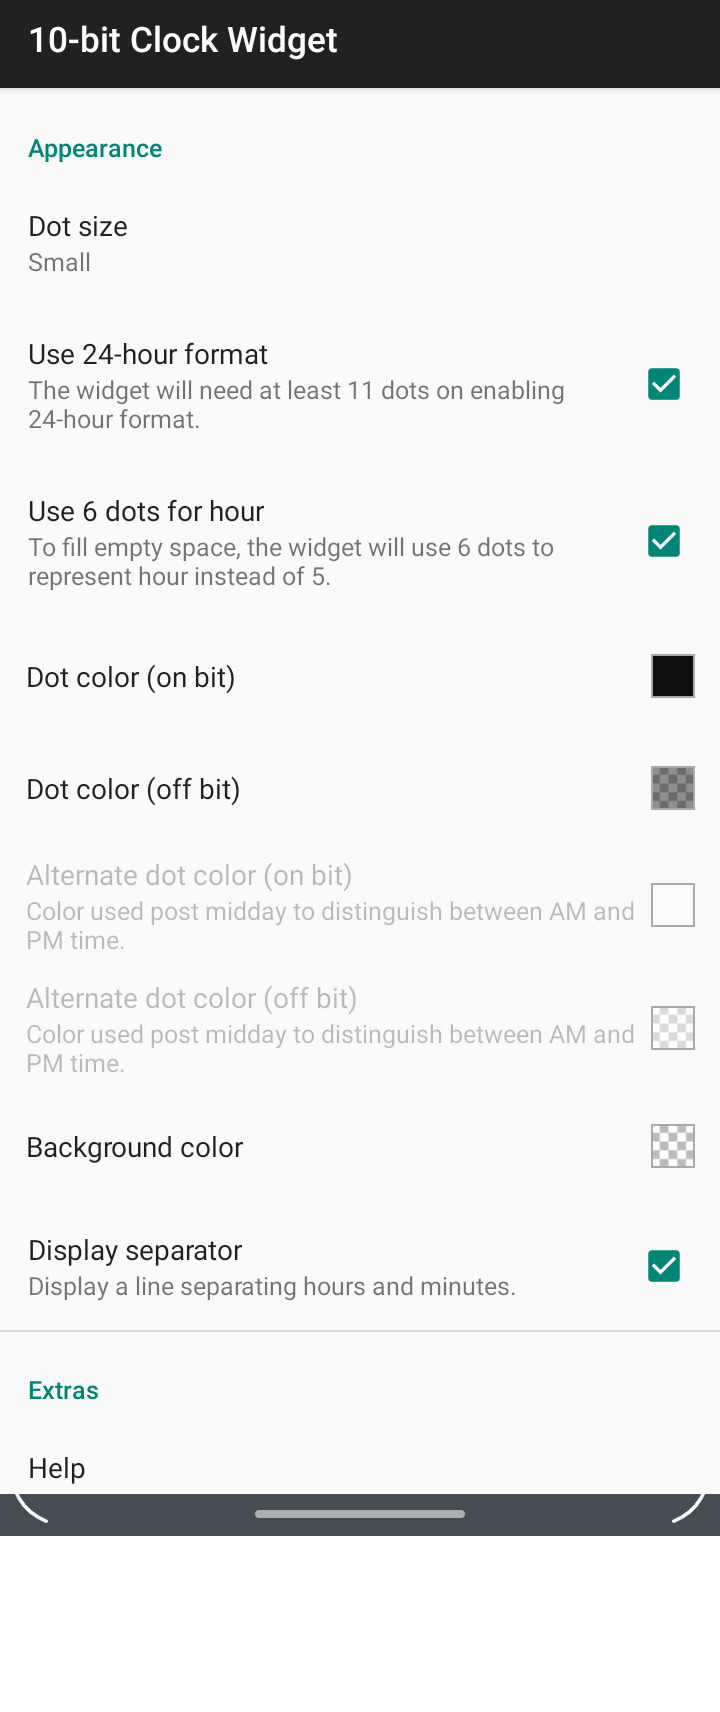 10-bit Clock Widget
Appearance
Dot size
Small
Use 24-hour format
The widget will need at least 11 dots on enabling
24-hour format.
Use 6 dots for hour
To fill empty space, the widget will use 6 dots to
represent hour instead of 5.
Dot color (on bit)
Dot color (off bit)
Alternate dot color (on bit)
Color used post midday to distinguish between AM and
PM time.
Alternate dot color (off bit)
Color used post midday to distinguish between AM and
PM time.
Background color
Display separator
Display a line separating hours and minutes.
Extras
Help